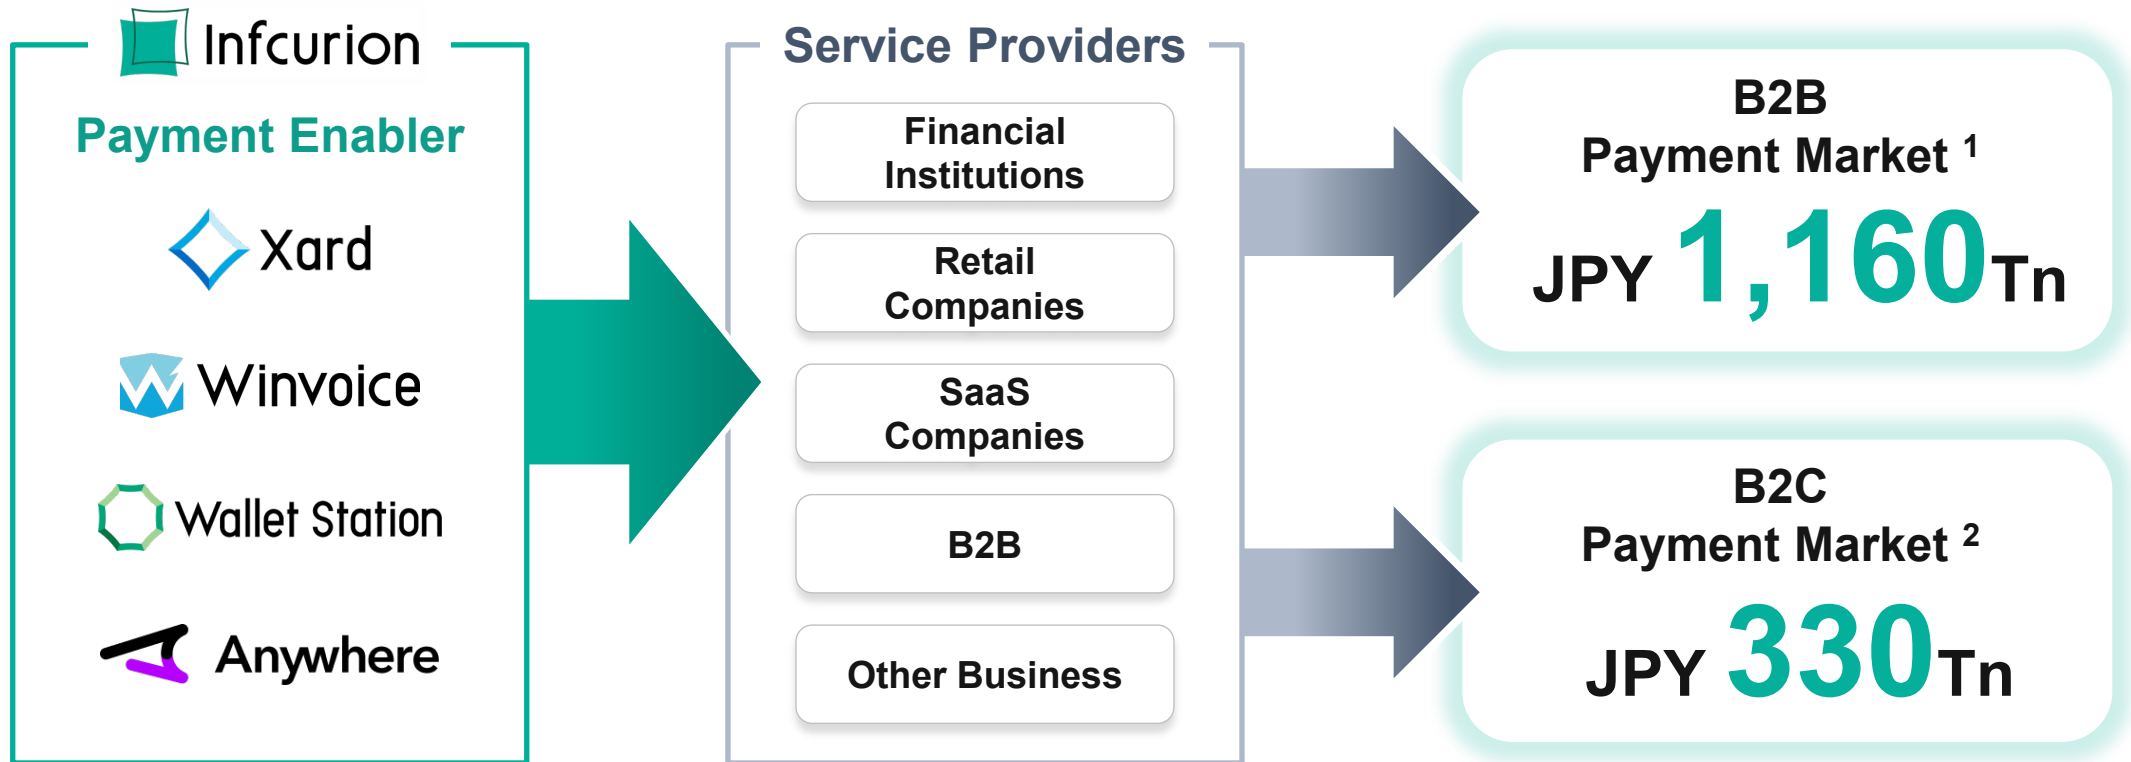 Infcurion
Payment Enabler
Xard
Winvoice
Wallet Station
Anywhere
Service Providers
Financial
Institutions
Retail
Companies
SaaS
Companies
B2B
Other Business
B2B
Payment Market 1
JPY 1,160Tn
B2C
Payment Market 2
JPY 330Tn